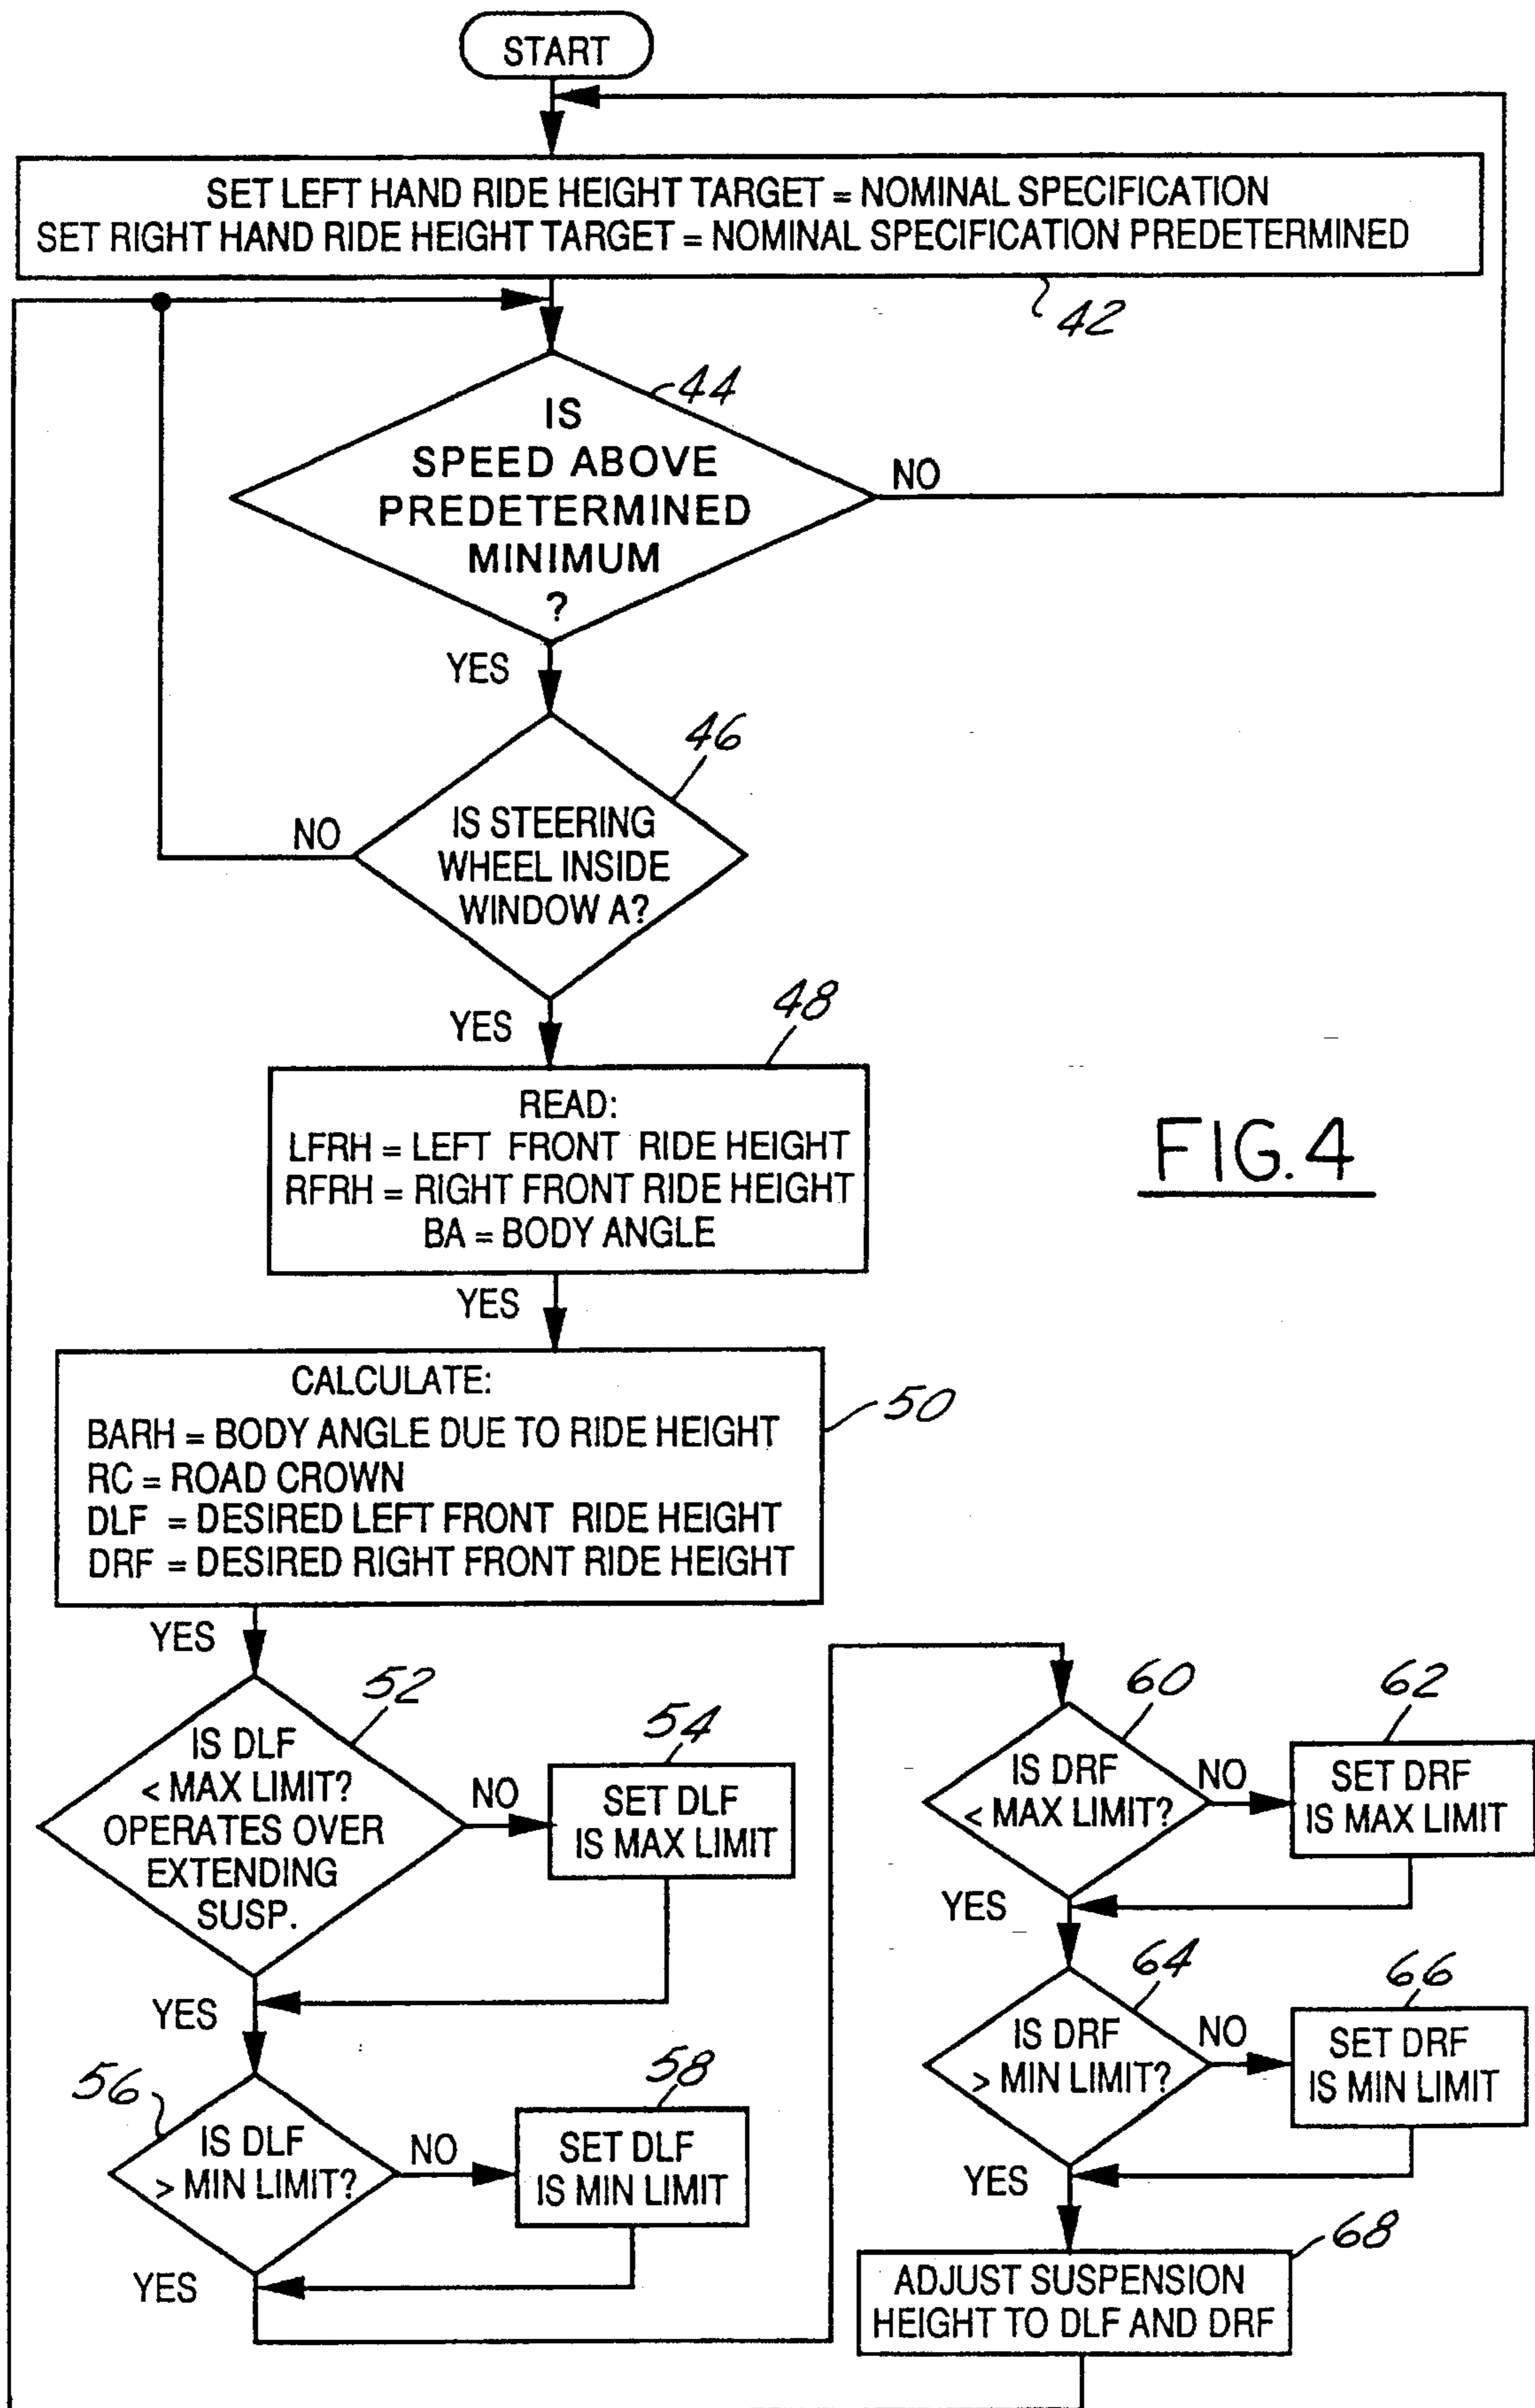 START
SET LEFT HAND RIDE HEIGHT TARGET = NOMINAL SPECIFICATION
SET RIGHT HAND RIDE HEIGHT TARGET = NOMINAL SPECIFICATION PREDETERMINED
42
44
IS
SPEED ABOVE
PREDETERMINED
MINIMUM
?
NO
YES
46
IS STEERING
WHEEL INSIDE
WINDOW A?
NO
YES
48
READ:
LFRH = LEFT FRONT RIDE HEIGHT
RFRH = RIGHT FRONT RIDE HEIGHT
BA = BODY ANGLE
FIG. 4
YES
CALCULATE:
BARH = BODY ANGLE DUE TO RIDE HEIGHT
RC = ROAD CROWN
DLF = DESIRED LEFT FRONT RIDE HEIGHT
DRF = DESIRED RIGHT FRONT RIDE HEIGHT
50
YES
52
IS DLF
< MAX LIMIT?
OPERATES OVER
EXTENDING
SUSP.
NO
54
SET DLF
IS MAX LIMIT
YES
56
IS DLF
> MIN LIMIT?
NO
58
SET DLF
IS MIN LIMIT
YES
60
IS DRF
< MAX LIMIT?
NO
62
SET DRF
IS MAX LIMIT
YES
64
IS DRF
> MIN LIMIT?
NO
66
SET DRF
IS MIN LIMIT
YES
68
ADJUST SUSPENSION
HEIGHT TO DLF AND DRF